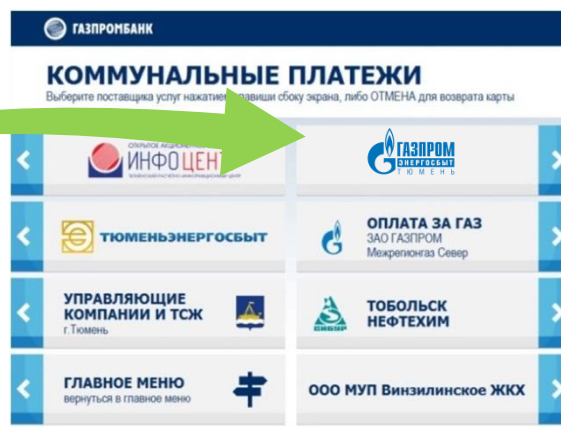 ГАЗПРОМБАНК
КОММУНАЛЬНЫЕ ПЛАТЕЖИ
Выберите поставщика услуг нажатием клавиши сбоку экрана, либо ОТМЕНА для возврата карты
ИНФОЦЕНТ
ГАЗПРОМ
ЭНЕРГОСБЫТ
ТЮМЕНЬ
ТЮМЕНЬЭНЕРГОСБЫТ
ОПЛАТА ЗА ГАЗ
ЗАО ГАЗПРОМ
Межрегионгаз Север
УПРАВЛЯЮЩИЕ
КОМПАНИИ И ТСЖ
г.Тюмень
СИБУР
ТОБОЛЬСК
НЕФТЕХИМ
ГЛАВНОЕ МЕНЮ
вернуться в главное меню
ООО МУП Винзилинское ЖКХ